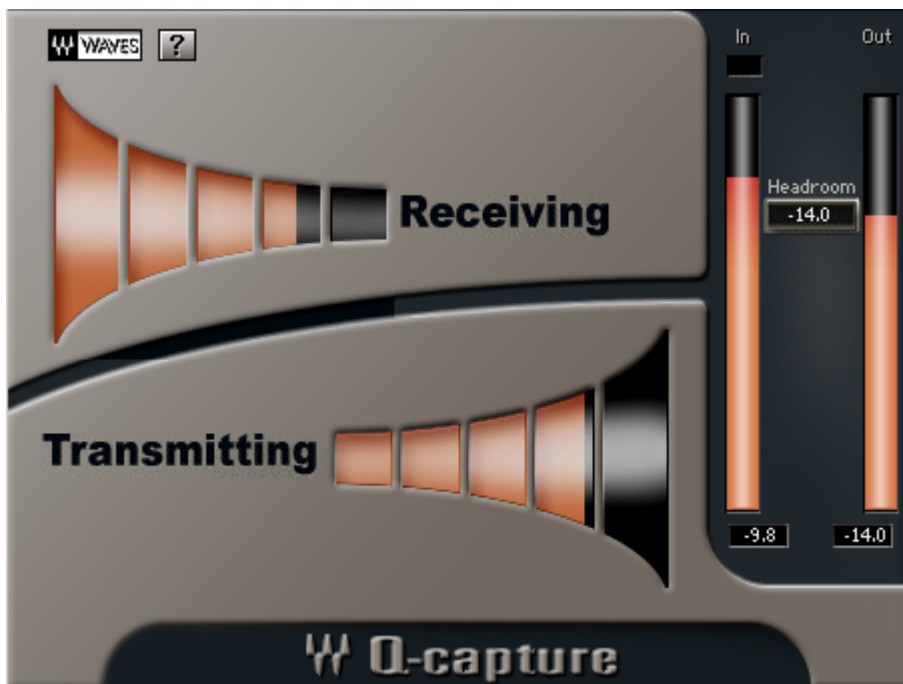 WAVES ?
In Out
Headroom
-14.0
Receiving
Transmitting
-9.8 -14.0
Q-capture